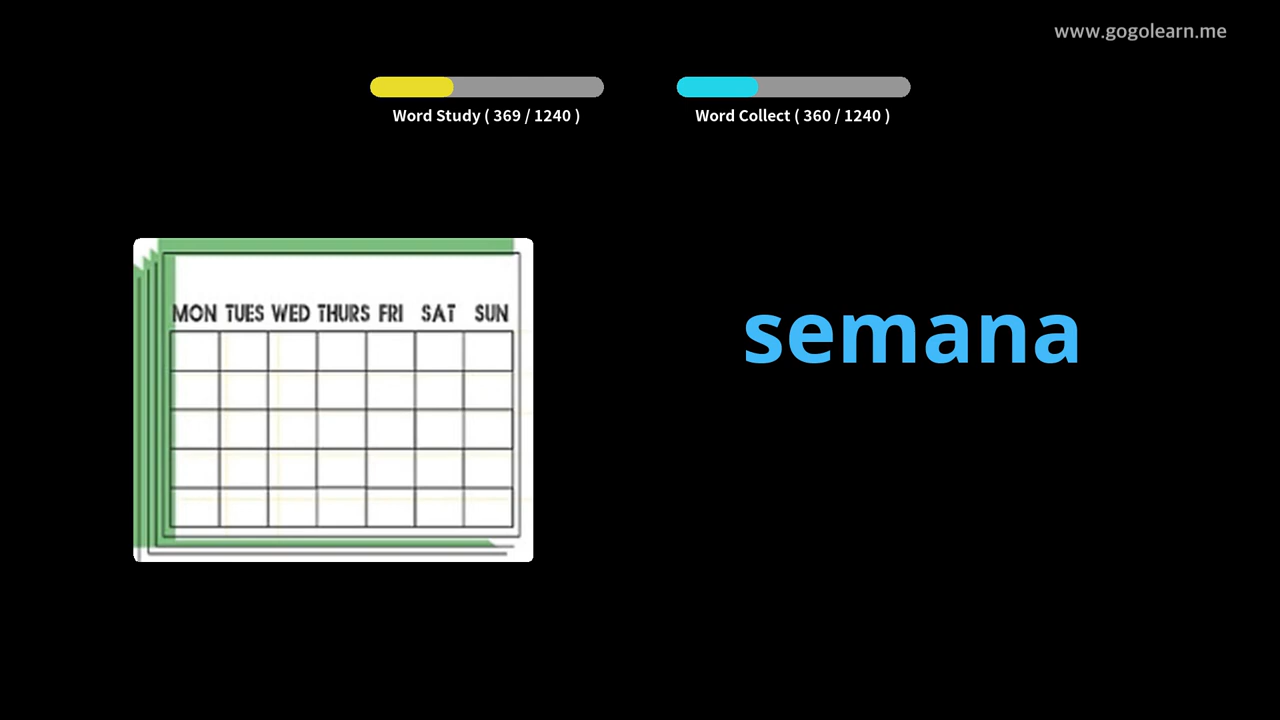 www.gogolearn.me
Word Study ( 369 / 1240 )
Word Collect ( 360 / 1240 )
MON TUES WED THURS FRI SAT SUN
semana